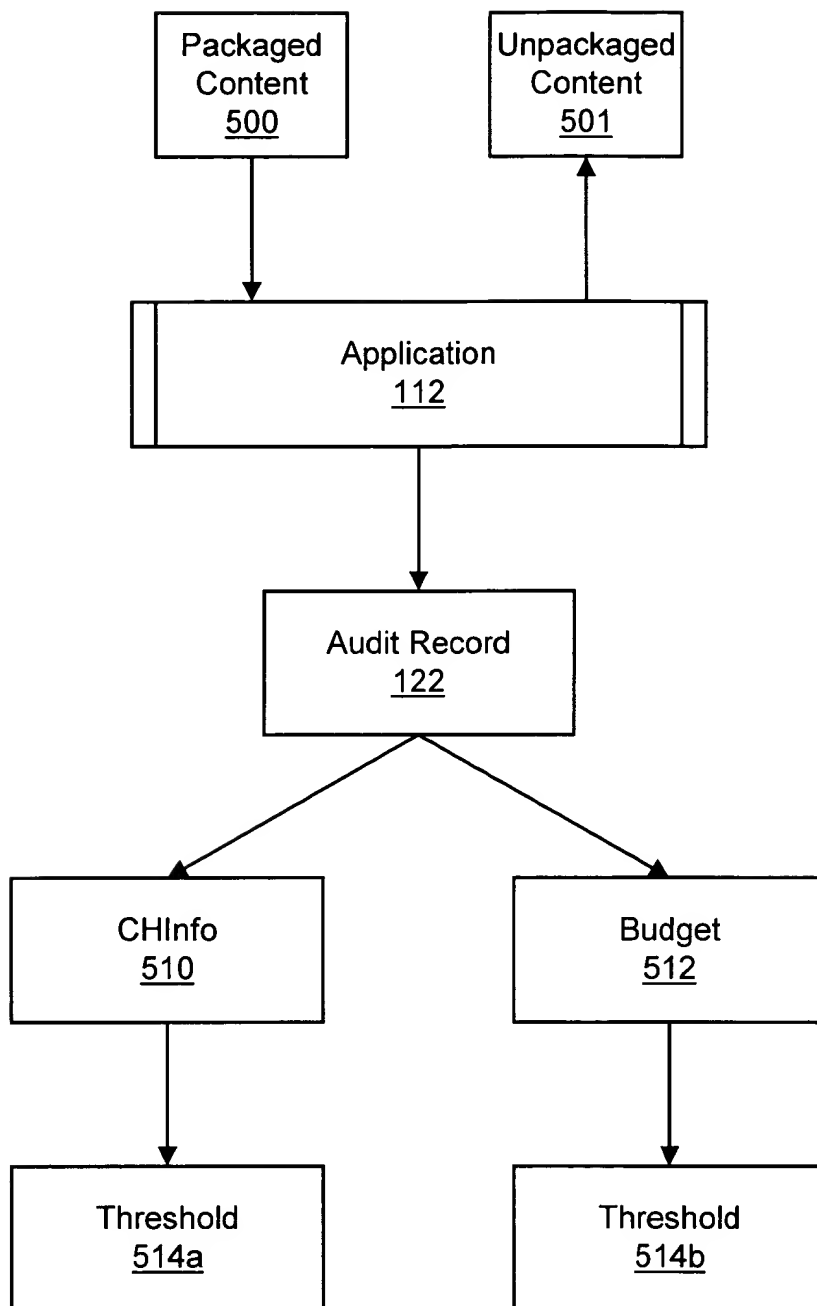 Packaged
Content
500
Unpackaged
Content
501
Application
112
Audit Record
122
CHInfo
510
Budget
512
Threshold
514a
Threshold
514b